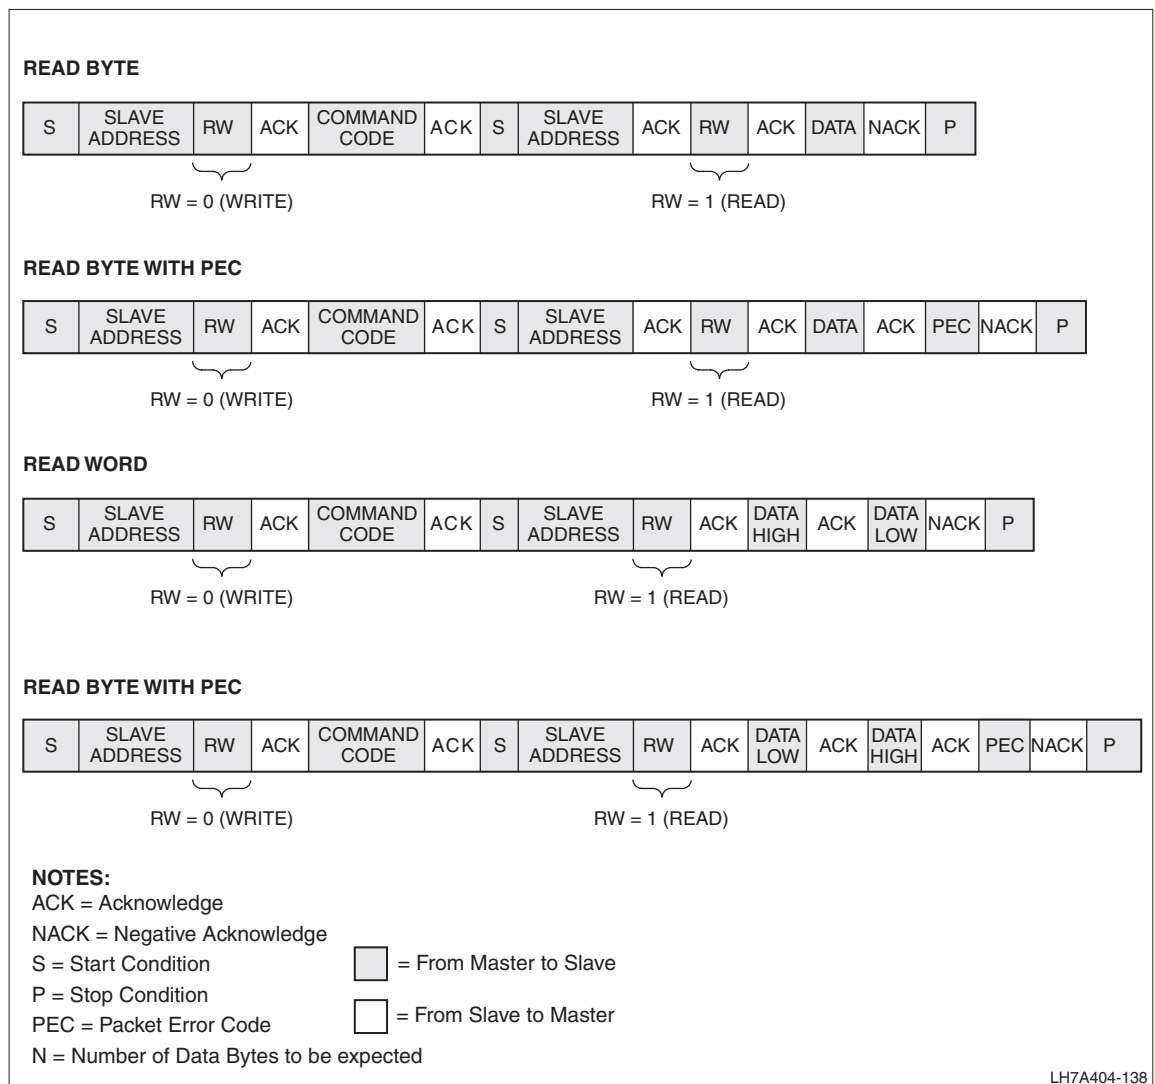 READ BYTE
S SLAVE ADDRESS RW ACK COMMAND CODE ACK S SLAVE ADDRESS ACK RW ACK DATA NACK P
RW = 0 (WRITE) RW = 1 (READ)
READ BYTE WITH PEC
S SLAVE ADDRESS RW ACK COMMAND CODE ACK S SLAVE ADDRESS ACK RW ACK DATA ACK PEC NACK P
RW = 0 (WRITE) RW = 1 (READ)
READ WORD
S SLAVE ADDRESS RW ACK COMMAND CODE ACK S SLAVE ADDRESS RW ACK DATA HIGH ACK DATA LOW NACK P
RW = 0 (WRITE) RW = 1 (READ)
READ BYTE WITH PEC
S SLAVE ADDRESS RW ACK COMMAND CODE ACK S SLAVE ADDRESS RW ACK DATA LOW ACK DATA HIGH ACK PEC NACK P
RW = 0 (WRITE) RW = 1 (READ)
NOTES:
ACK = Acknowledge
NACK = Negative Acknowledge
S = Start Condition
P = Stop Condition
PEC = Packet Error Code
N = Number of Data Bytes to be expected
= From Master to Slave
= From Slave to Master
LH7A404-138